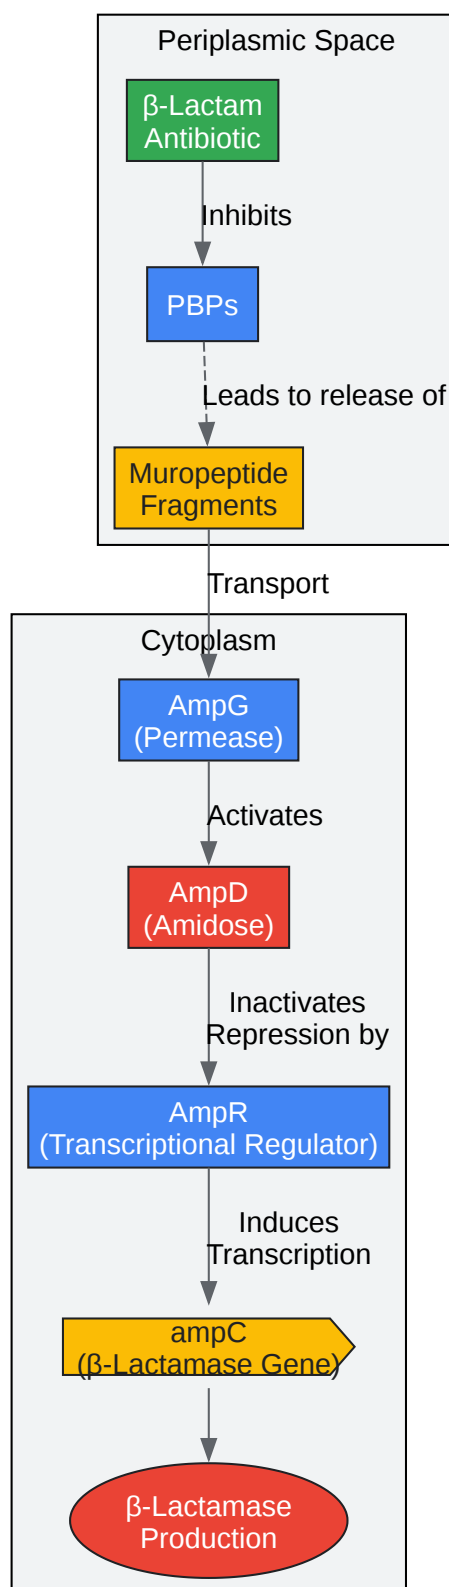 Periplasmic Space
β-Lactam
Antibiotic
Inhibits
PBPs
Leads to release of
Muropeptide
Fragments
Transport
Cytoplasm
AmpG
(Permease)
Activates
AmpD
(Amidose)
Inactivates
Repression by
AmpR
(Transcriptional Regulator)
Induces
Transcription
ampC
(β-Lactamase Gene)
β-Lactamase
Production